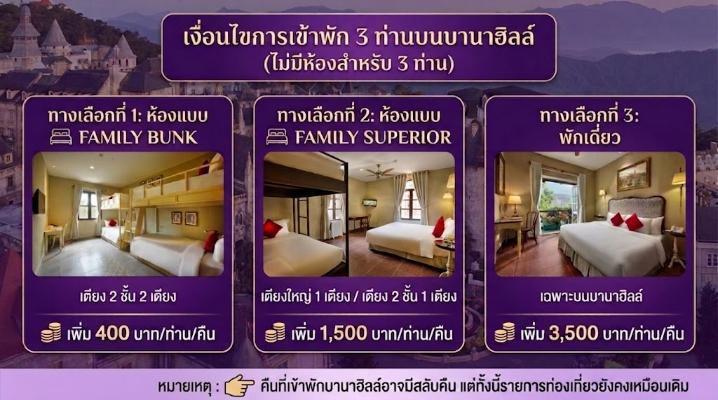 เงื่อนไขการเข้าพัก 3 ท่านบนบานาฮิลล์
(ไม่มีห้องสำหรับ 3 ท่าน)
ทางเลือกที่ 1: ห้องแบบ
FAMILY BUNK
เตียง 2 ชั้น 2 เตียง
เพิ่ม 400 บาท/ท่าน/คืน
ทางเลือกที่ 2: ห้องแบบ
FAMILY SUPERIOR
เตียงใหญ่ 1 เตียง / เตียง 2 ชั้น 1 เตียง
เพิ่ม 1,500 บาท/ท่าน/คืน
ทางเลือกที่ 3:
พักเดี่ยว
เฉพาะบนบานาฮิลล์
เพิ่ม 3,500 บาท/ท่าน/คืน
หมายเหตุ : คืนที่เข้าพักบานาฮิลล์อาจมีสลับคืน แต่ทั้งนี้รายการท่องเที่ยวยังคงเหมือนเดิม